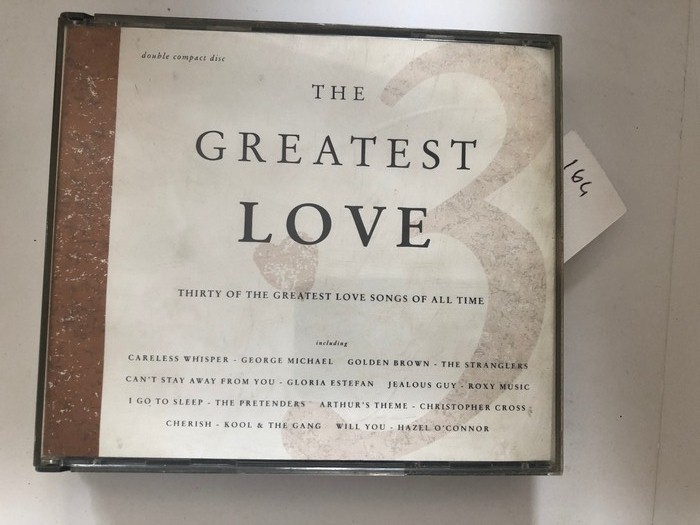 double compact disc
THE
GREATEST
LOVE
3
THIRTY OF THE GREATEST LOVE SONGS OF ALL TIME
including
CARELESS WHISPER - GEORGE MICHAEL GOLDEN BROWN - THE STRANGLERS
CAN'T STAY AWAY FROM YOU - GLORIA ESTEFAN JEALOUS GUY - ROXY MUSIC
I GO TO SLEEP - THE PRETENDERS ARTHUR'S THEME - CHRISTOPHER CROSS
CHERISH - KOOL & THE GANG WILL YOU - HAZEL O'CONNOR
164